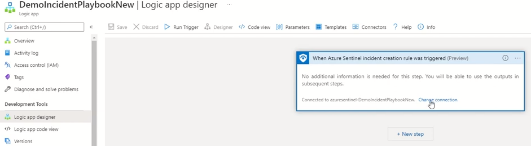 DemoIncidentPlaybookNew | Logic app designer ...
Logic app
Search (Ctrl+/)
Save Discard Run Trigger Designer Code view Parameters Templates Connectors Help Info
Overview
Activity log
Access control (IAM)
Tags
Diagnose and solve problems
Development Tools
Logic app designer
Logic app code view
Versions
When Azure Sentinel incident creation rule was triggered (Preview)
No additional information is needed for this step. You will be able to use the outputs in
subsequent steps.
Connected to azuresentinel-DemoIncidentPlaybookNew. Change connection
+ New step